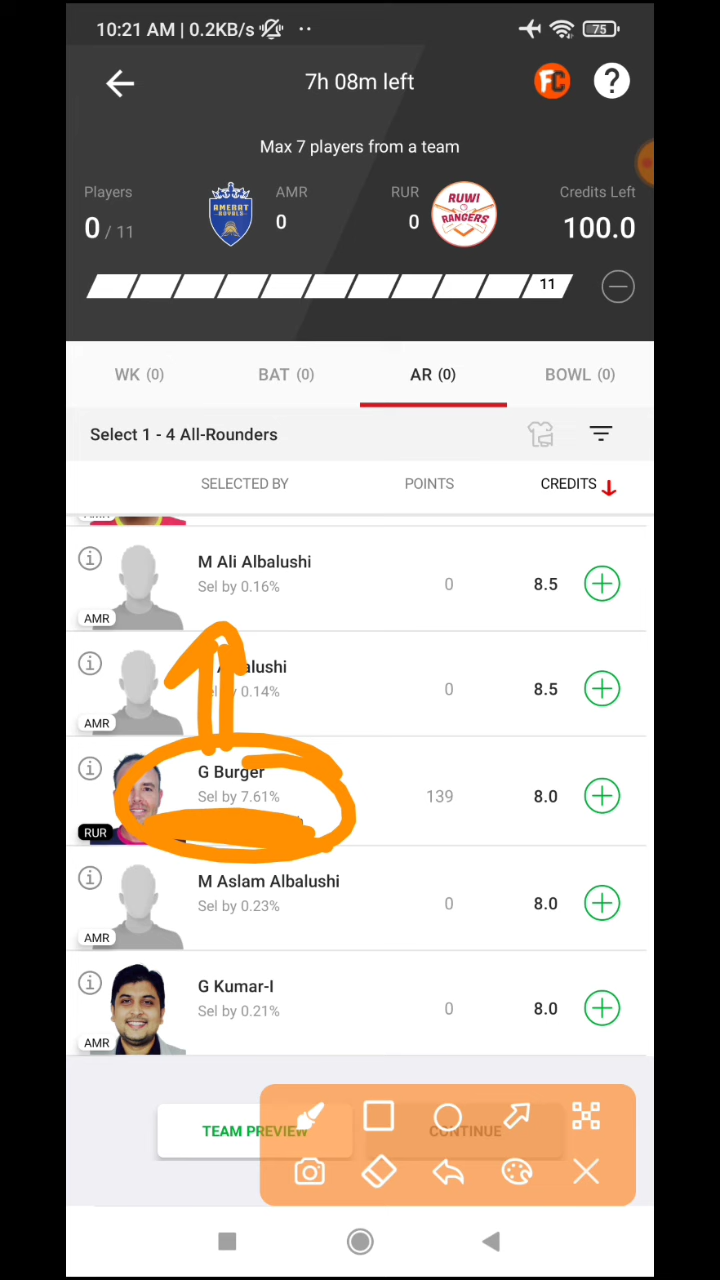 10:21 AM | 0.2KB/s
75
7h 08m left
FC
?
Max 7 players from a team
Players
AMR
RUR
Credits Left
0 / 11
AMERAT
ROYALS
0
0
RUWI
RANGERS
100.0
11
WK (0)
BAT (0)
AR (0)
BOWL (0)
Select 1 - 4 All-Rounders
SELECTED BY
POINTS
CREDITS
M Ali Albalushi
Sel by 0.16%
0
8.5
AMR
alushi
0.14%
0
8.5
AMR
G Burger
Sel by 7.61%
139
8.0
RUR
M Aslam Albalushi
Sel by 0.23%
0
8.0
AMR
G Kumar-I
Sel by 0.21%
0
8.0
AMR
TEAM PREVIEW
CONTINUE